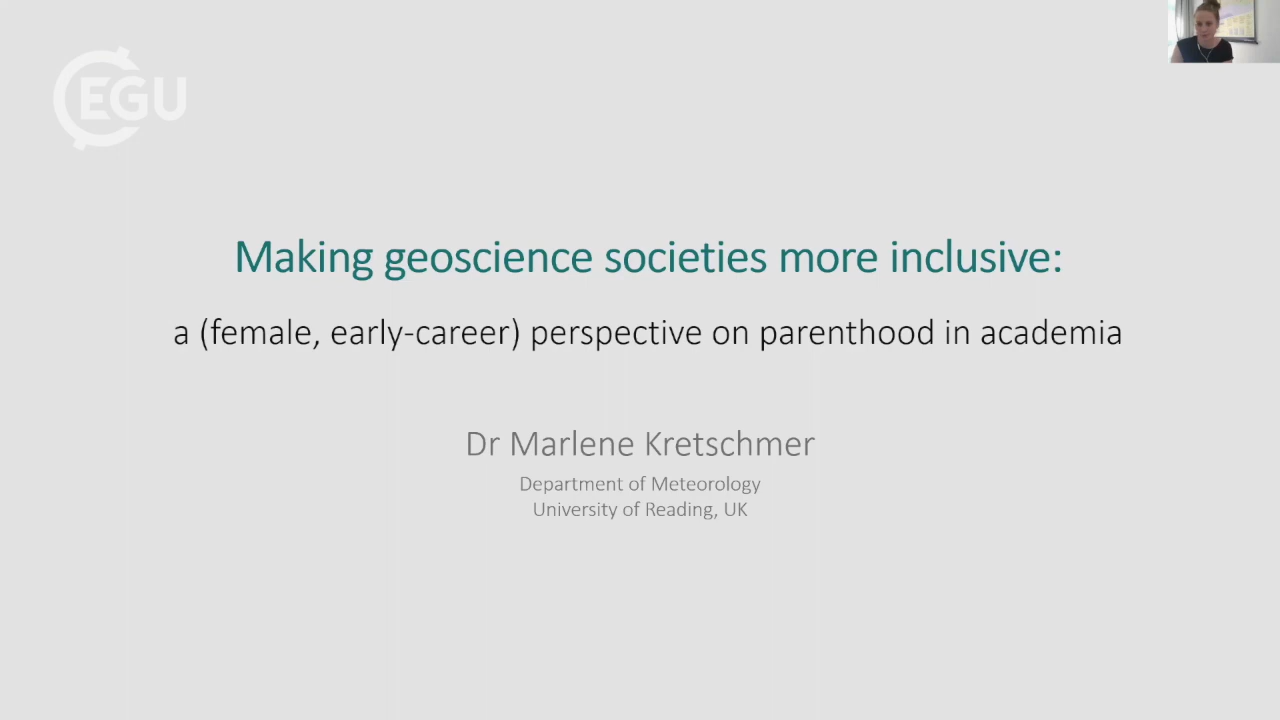 EGU
Making geoscience societies more inclusive:
a (female, early-career) perspective on parenthood in academia
Dr Marlene Kretschmer
Department of Meteorology
University of Reading, UK